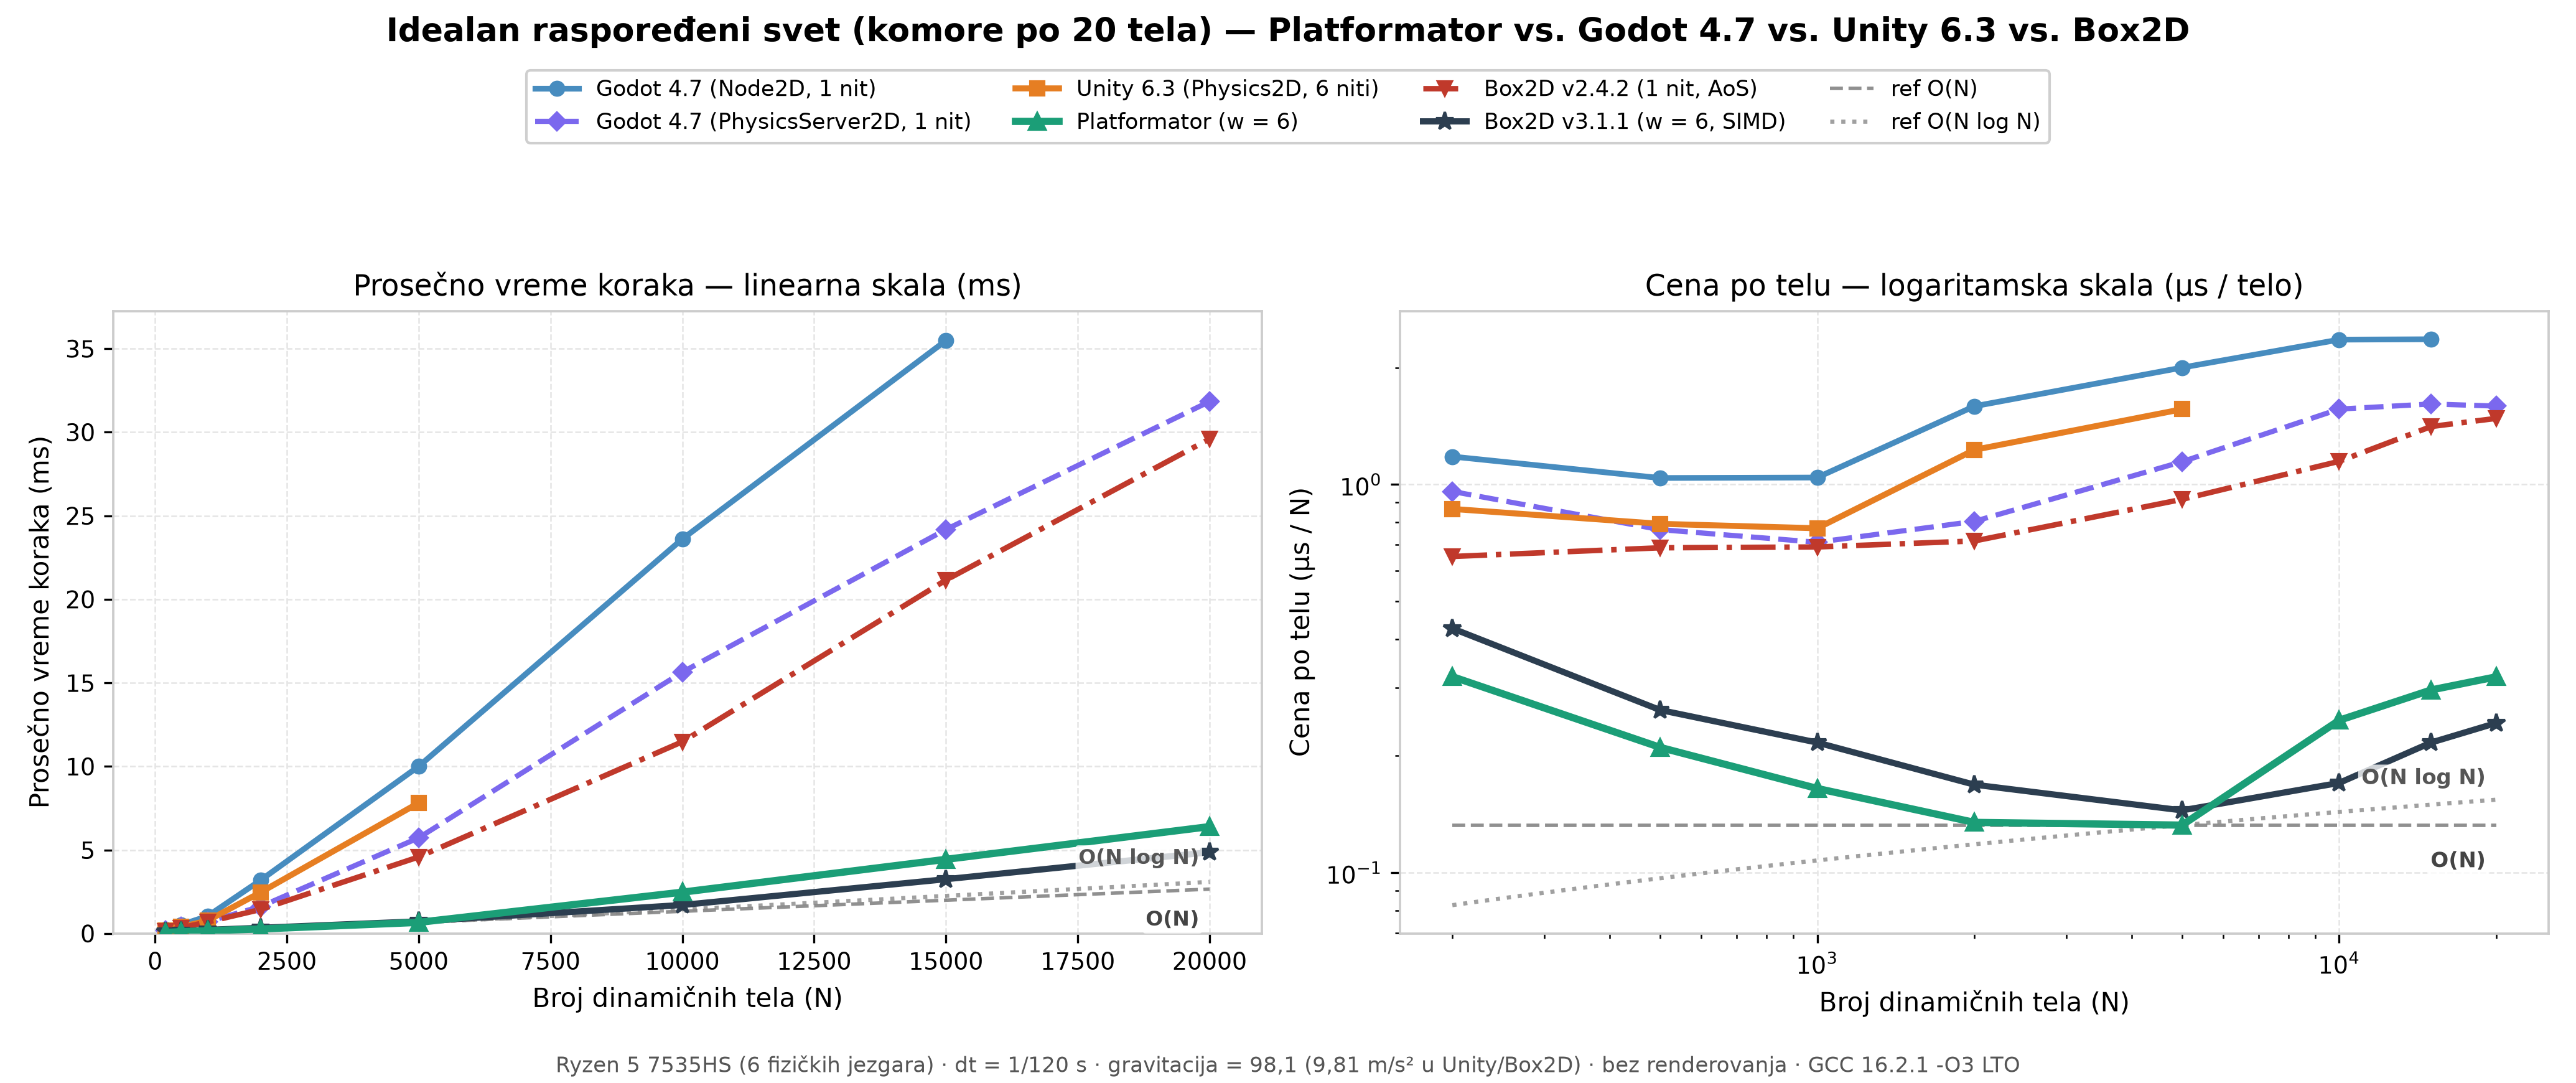 Idealan raspoređeni svet (komore po 20 tela) — Platformator vs. Godot 4.7 vs. Unity 6.3 vs. Box2D
Godot 4.7 (Node2D, 1 nit)
Godot 4.7 (PhysicsServer2D, 1 nit)
Unity 6.3 (Physics2D, 6 niti)
Platformator (w = 6)
Box2D v2.4.2 (1 nit, AoS)
Box2D v3.1.1 (w = 6, SIMD)
ref O(N)
ref O(N log N)
Prosečno vreme koraka — linearna skala (ms)
Prosečno vreme koraka (ms)
35
30
25
20
15
10
5
0
O(N log N)
O(N)
0 2500 5000 7500 10000 12500 15000 17500 20000
Broj dinamičnih tela (N)
Cena po telu — logaritamska skala (µs / telo)
Cena po telu (µs / N)
10⁰
10⁻¹
O(N log N)
O(N)
10³ 10⁴
Broj dinamičnih tela (N)
Ryzen 5 7535HS (6 fizičkih jezgara) · dt = 1/120 s · gravitacija = 98,1 (9,81 m/s² u Unity/Box2D) · bez renderovanja · GCC 16.2.1 -O3 LTO